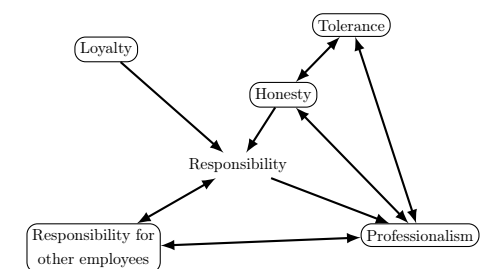 Tolerance
Loyalty
Honesty
Responsibility
Responsibility for
other employees
Professionalism